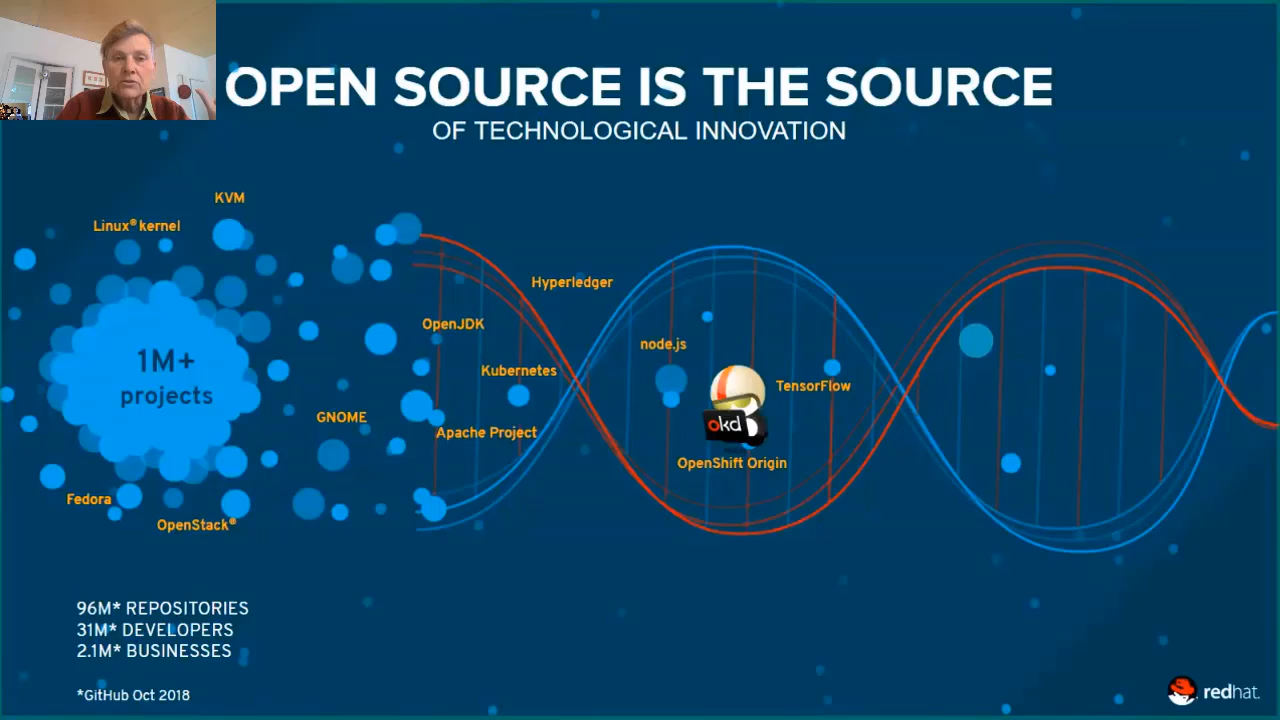 OPEN SOURCE IS THE SOURCE
OF TECHNOLOGICAL INNOVATION
KVM
Linux® kernel
Hyperledger
OpenJDK
node.js
1M+
projects
Kubernetes
TensorFlow
GNOME
okd
Apache Project
OpenShift Origin
Fedora
OpenStack®
96M* REPOSITORIES
31M* DEVELOPERS
2.1M* BUSINESSES
*GitHub Oct 2018
redhat.